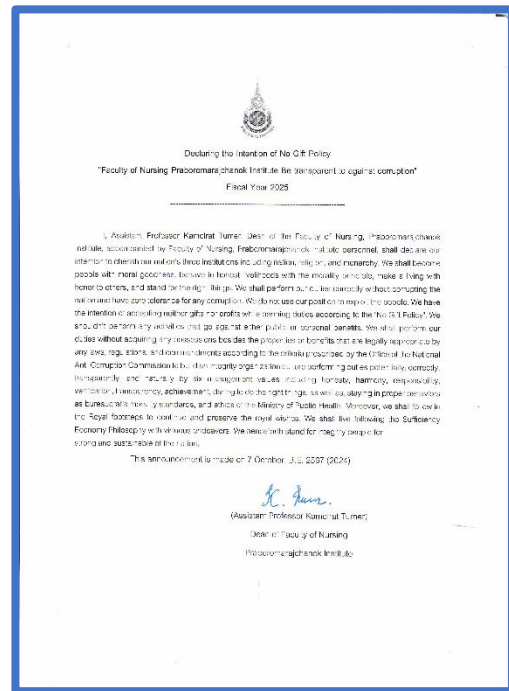 Declaring the Intention of No Gift Policy
"Faculty of Nursing Praboromarajchanok Institute Be transparent to against corruption"
Fiscal Year 2025
I, Assistant Professor Kamolrat Turner, Dean of the Faculty of Nursing, Praboromarajchanok
Institute, accompanied by Faculty of Nursing, Praboromarajchanok Institute personnel, shall declare our
intention to cherish our nation's three institutions including nation, religion, and monarchy. We shall become
people with moral goodness, behave in honest livelihoods with the morality principle, make a living with
honor to others, and stand for the right things. We shall perform our duties correctly without corrupting the
nation and have zero tolerance for any corruption. We do not use our position to exploit the people. We have
the intention of accepting neither gifts nor profits while performing duties according to the 'No Gift Policy'. We
shouldn't perform any activities that go against either public or personal benefits. We shall perform our
duties without acquiring any possessions besides the properties or benefits that are legally appropriate by
any laws, regulations, and commandments according to the criteria prescribed by the Office of the National
Anti-Corruption Commission to build an integrity organization culture performing duties potentially, correctly,
transparently, and naturally by six management values including honesty, harmony, responsibility,
verification, transparency, achievement, daring to do the right things, as well as, staying in proper behaviors
as bureaucratic morality standards, and ethics of the Ministry of Public Health. Moreover, we shall follow in
the Royal footsteps to continue and preserve the royal wishes. We shall live following the Sufficiency
Economy Philosophy with virtuous endeavors. We henceforth stand for integrity people for
strong and sustainable of the nation.
This announcement is made on 7 October B.E. 2567 (2024)
(Assistant Professor Kamolrat Turner)
Dean of Faculty of Nursing
Praboromarajchanok Institute